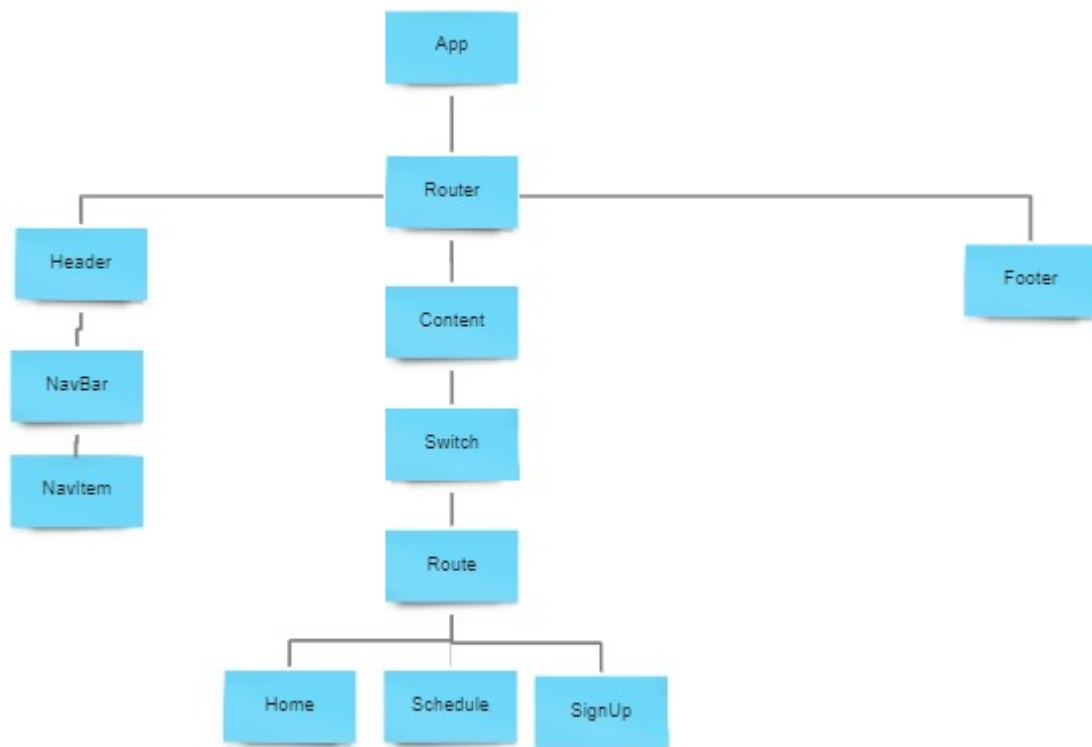 App
Router
Header
Footer
Content
NavBar
Switch
NavItem
Route
Home
Schedule
SignUp